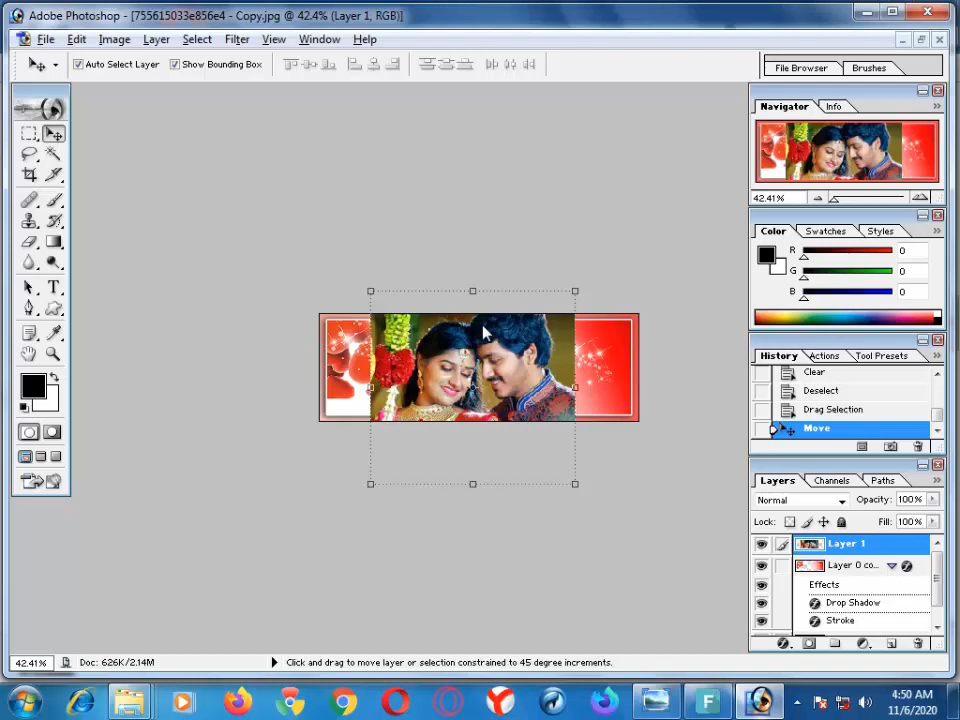 Adobe Photoshop - [755615033e856e4 - Copy.jpg @ 42.4% (Layer 1, RGB)]
File Edit Image Layer Select Filter View Window Help
Auto Select Layer Show Bounding Box File Browser Brushes
Navigator Info
42.41%
Color Swatches Styles
R 0
G 0
B 0
History Actions Tool Presets
Clear
Deselect
Drag Selection
Move
Layers Channels Paths
Normal Opacity: 100%
Lock: Fill: 100%
Layer 1
Layer 0 co...
Effects
Drop Shadow
Stroke
42.41% Doc: 626K/2.14M Click and drag to move layer or selection constrained to 45 degree increments.
4:50 AM
11/6/2020